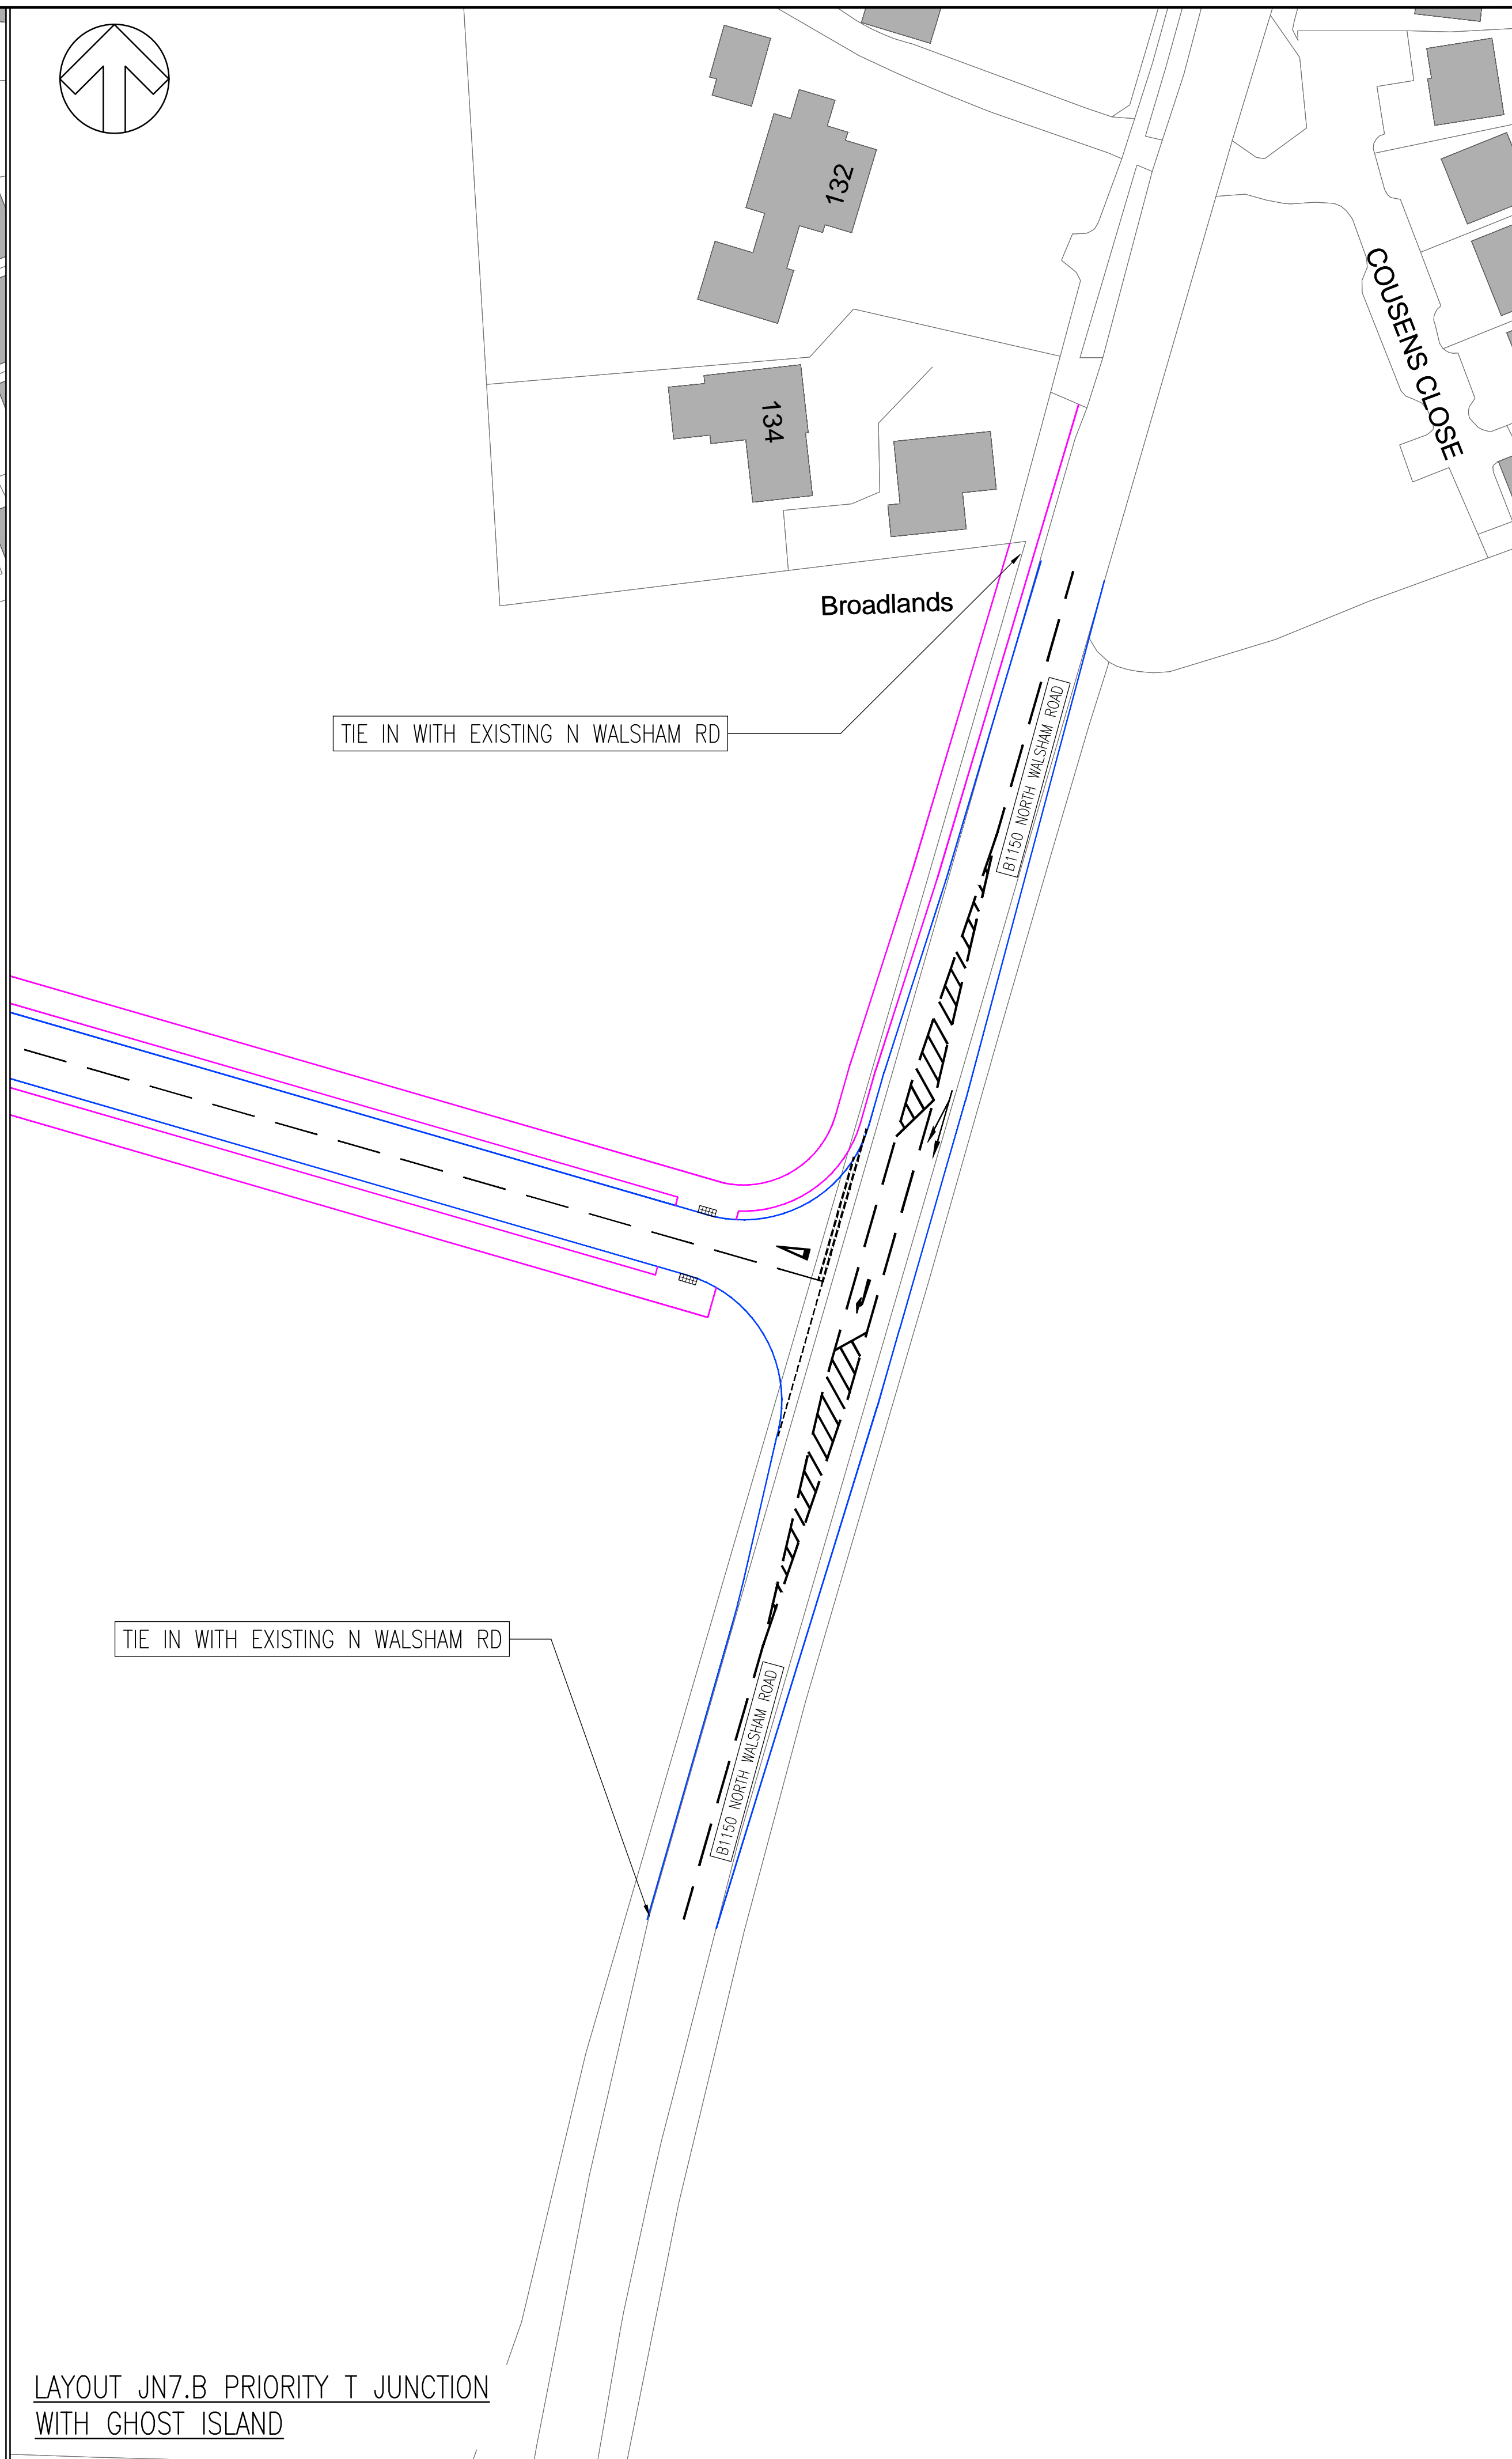 132
COUSENS CLOSE
134
Broadlands
TIE IN WITH EXISTING N WALSHAM RD
B1150 NORTH WALSHAM ROAD
TIE IN WITH EXISTING N WALSHAM RD
B1150 NORTH WALSHAM ROAD
LAYOUT JN7.B PRIORITY T JUNCTION
WITH GHOST ISLAND